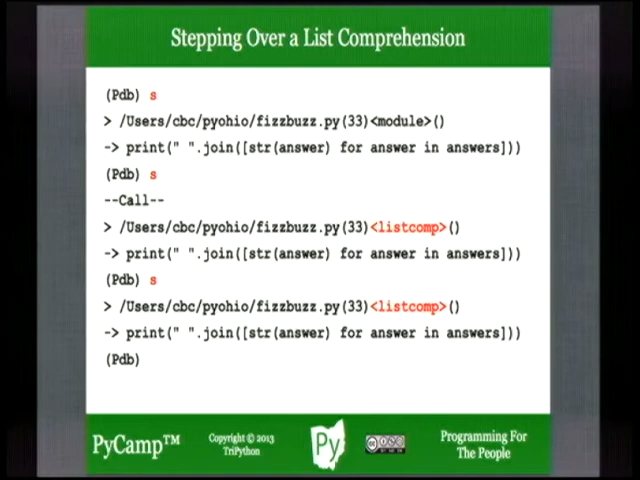 Stepping Over a List Comprehension
(Pdb) s
> /Users/cbc/pyohio/fizzbuzz.py(33)<module>()
-> print(" ".join([str(answer) for answer in answers]))
(Pdb) s
--Call--
> /Users/cbc/pyohio/fizzbuzz.py(33)<listcomp>()
-> print(" ".join([str(answer) for answer in answers]))
(Pdb) s
> /Users/cbc/pyohio/fizzbuzz.py(33)<listcomp>()
-> print(" ".join([str(answer) for answer in answers]))
(Pdb)
PyCamp™
Copyright © 2013
TriPython
Py
Programming For
The People